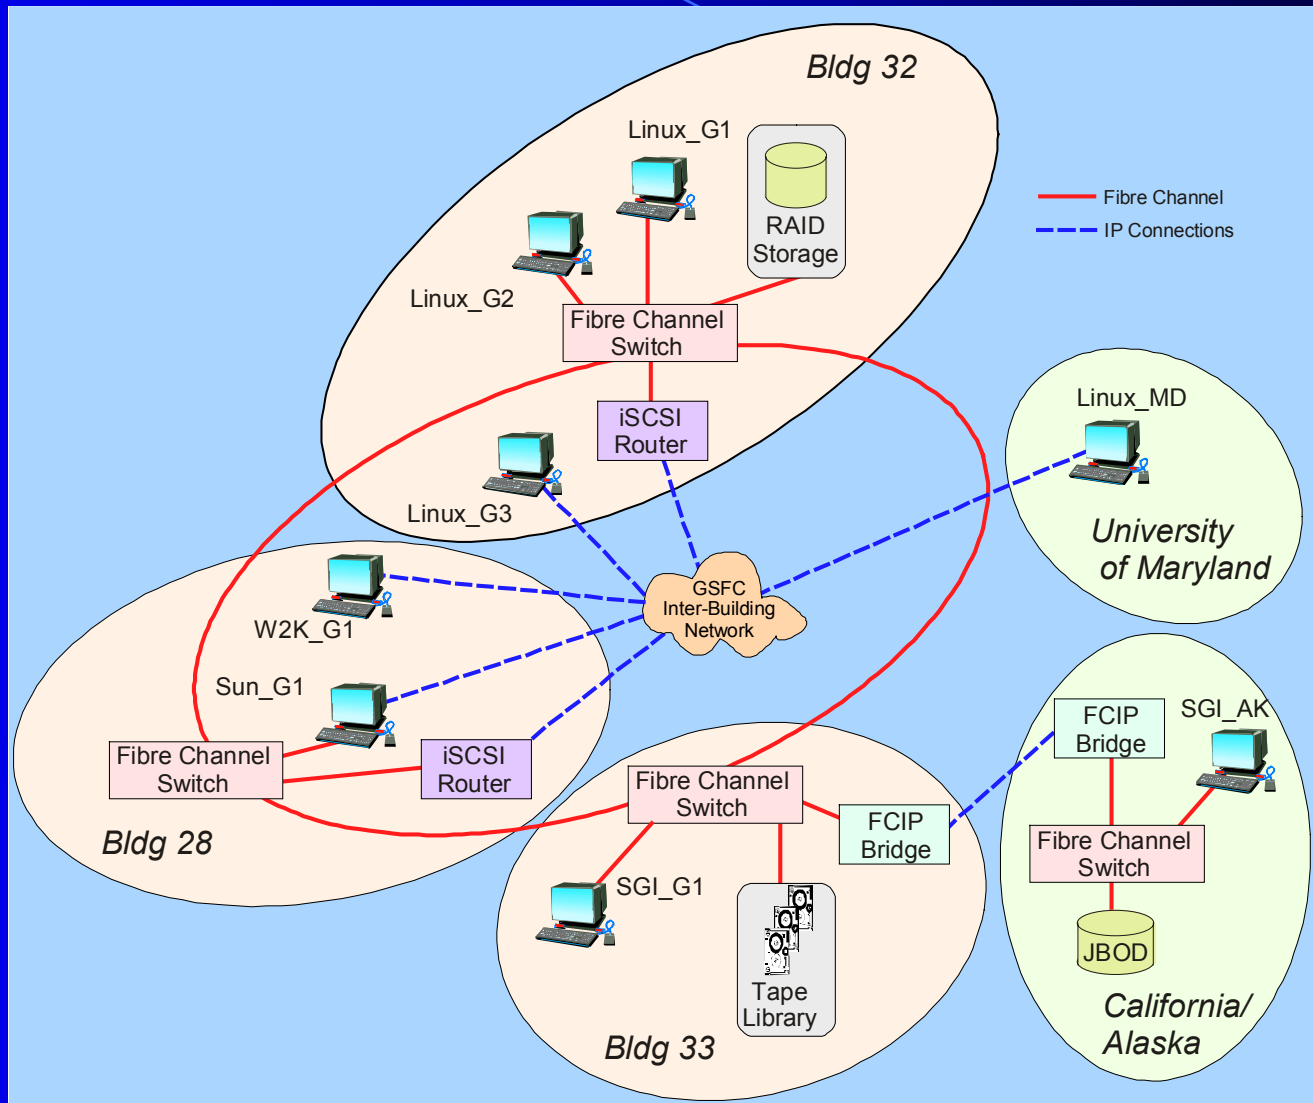 Bldg 32
Linux_G1
RAID
Storage
Fibre Channel
IP Connections
Linux_G2
Fibre Channel
Switch
iSCSI
Router
Linux_G3
Linux_MD
University
of Maryland
GSFC
Inter-Building
Network
W2K_G1
Sun_G1
Fibre Channel
Switch
iSCSI
Router
Bldg 28
Fibre Channel
Switch
FCIP
Bridge
SGI_G1
Tape
Library
Bldg 33
FCIP
Bridge
SGI_AK
Fibre Channel
Switch
JBOD
California/
Alaska